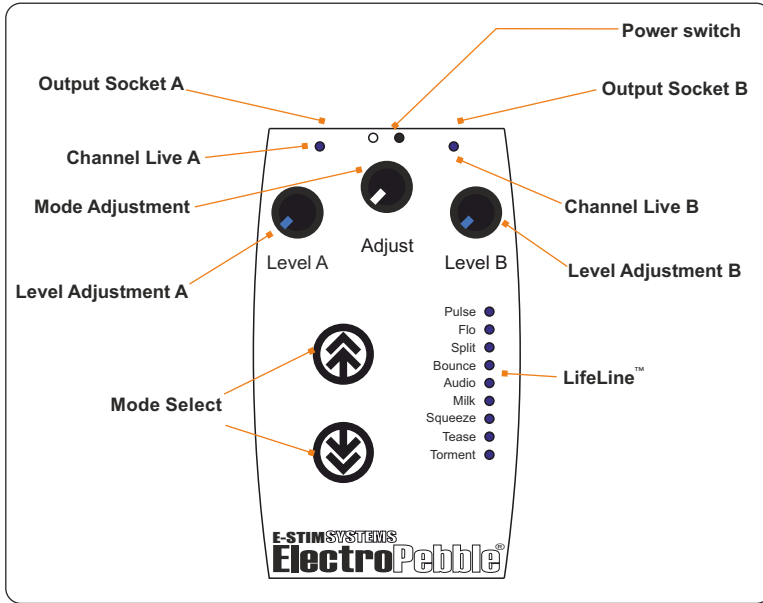 Power switch
Output Socket A
Output Socket B
Channel Live A
Mode Adjustment
Channel Live B
Level A
Adjust
Level B
Level Adjustment A
Level Adjustment B
Pulse
Flo
Split
Bounce
Audio
Milk
Squeeze
Tease
Torment
LifeLine™
Mode Select
E-STIM SYSTEMS
ElectroPebble®